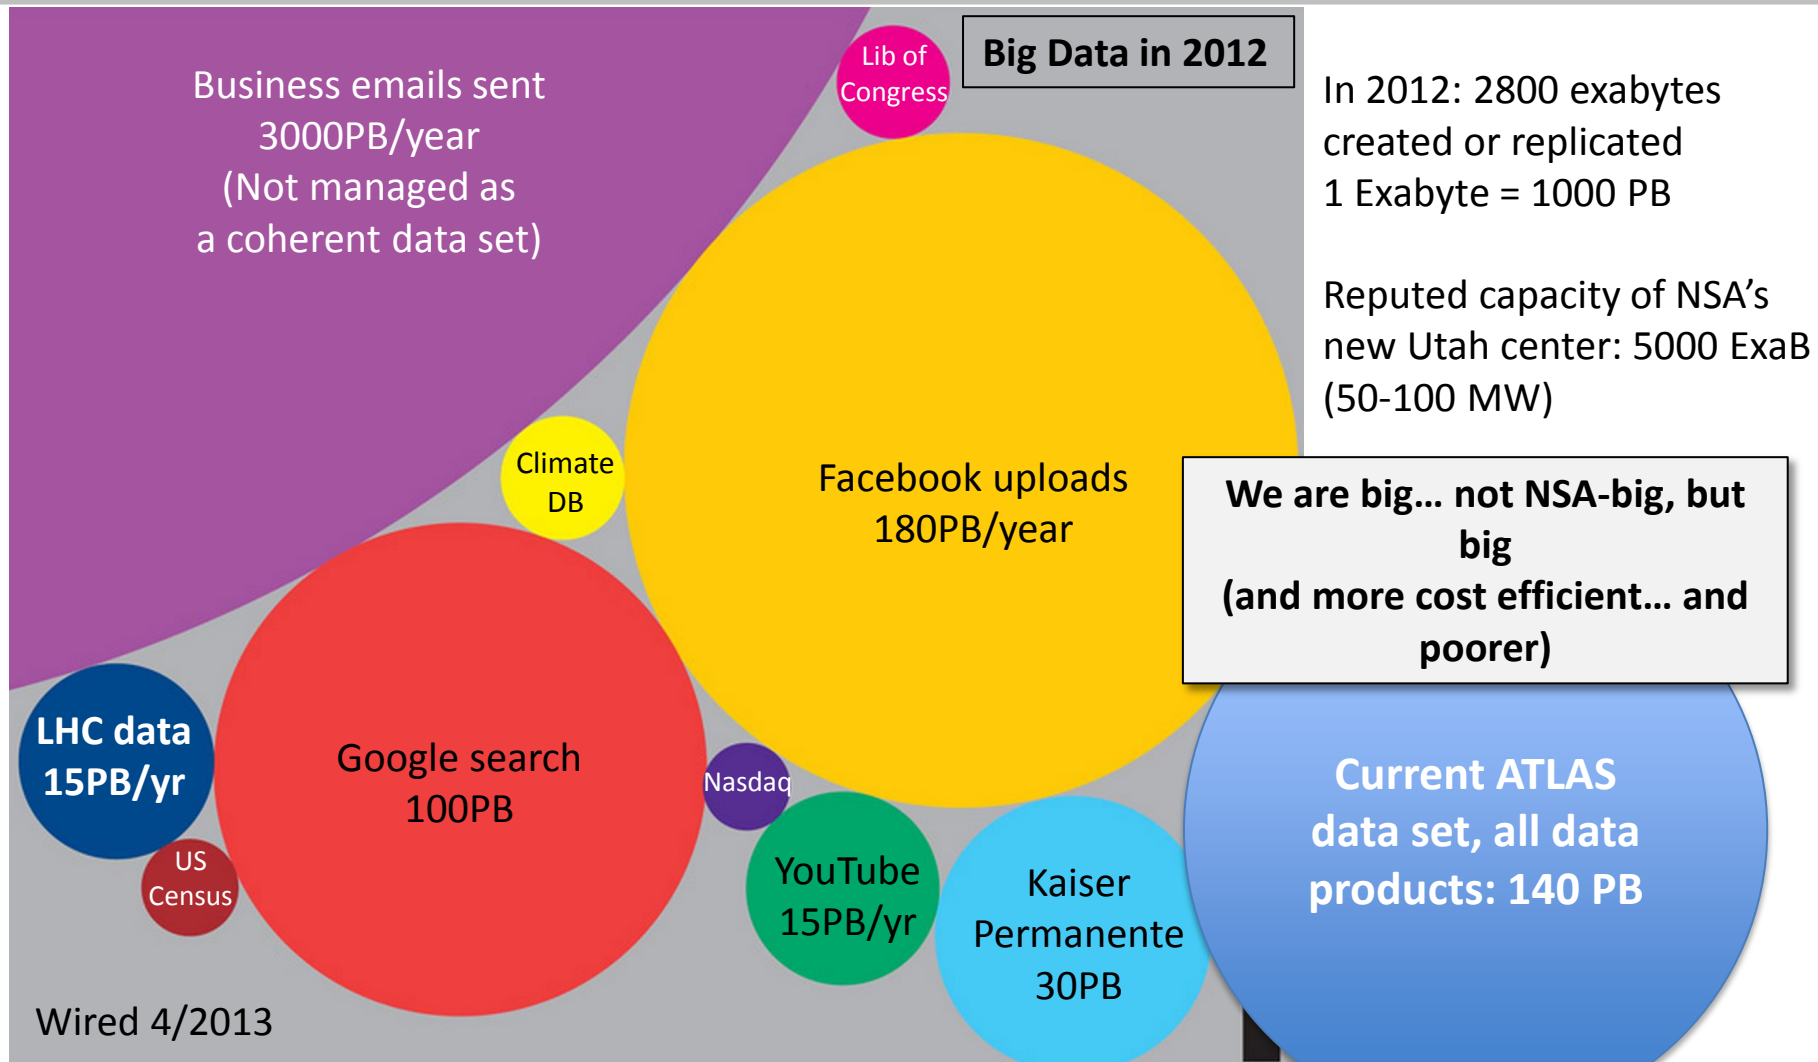 Business emails sent
3000PB/year
(Not managed as
a coherent data set)
Lib of
Congress
Big Data in 2012
In 2012: 2800 exabytes
created or replicated
1 Exabyte = 1000 PB
Reputed capacity of NSA’s
new Utah center: 5000 ExaB
(50-100 MW)
Climate
DB
Facebook uploads
180PB/year
We are big… not NSA-big, but
big
(and more cost efficient… and
poorer)
LHC data
15PB/yr
Google search
100PB
Nasdaq
Current ATLAS
data set, all data
products: 140 PB
US
Census
YouTube
15PB/yr
Kaiser
Permanente
30PB
Wired 4/2013